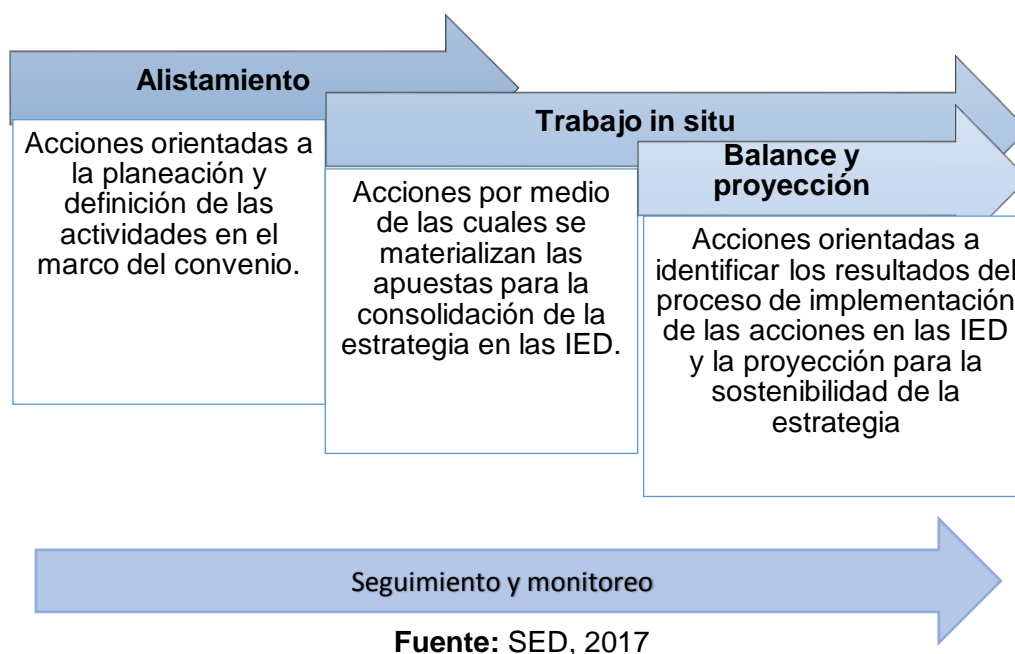 Alistamiento
Acciones orientadas a
la planeación y
definición de las
actividades en el
marco del convenio.
Trabajo in situ
Acciones por medio
de las cuales se
materializan las
apuestas para la
consolidación de la
estrategia en las IED.
Balance y
proyección
Acciones orientadas a
identificar los resultados del
proceso de implementación
de las acciones en las IED
y la proyección para la
sostenibilidad de la
estrategia
Seguimiento y monitoreo
Fuente: SED, 2017